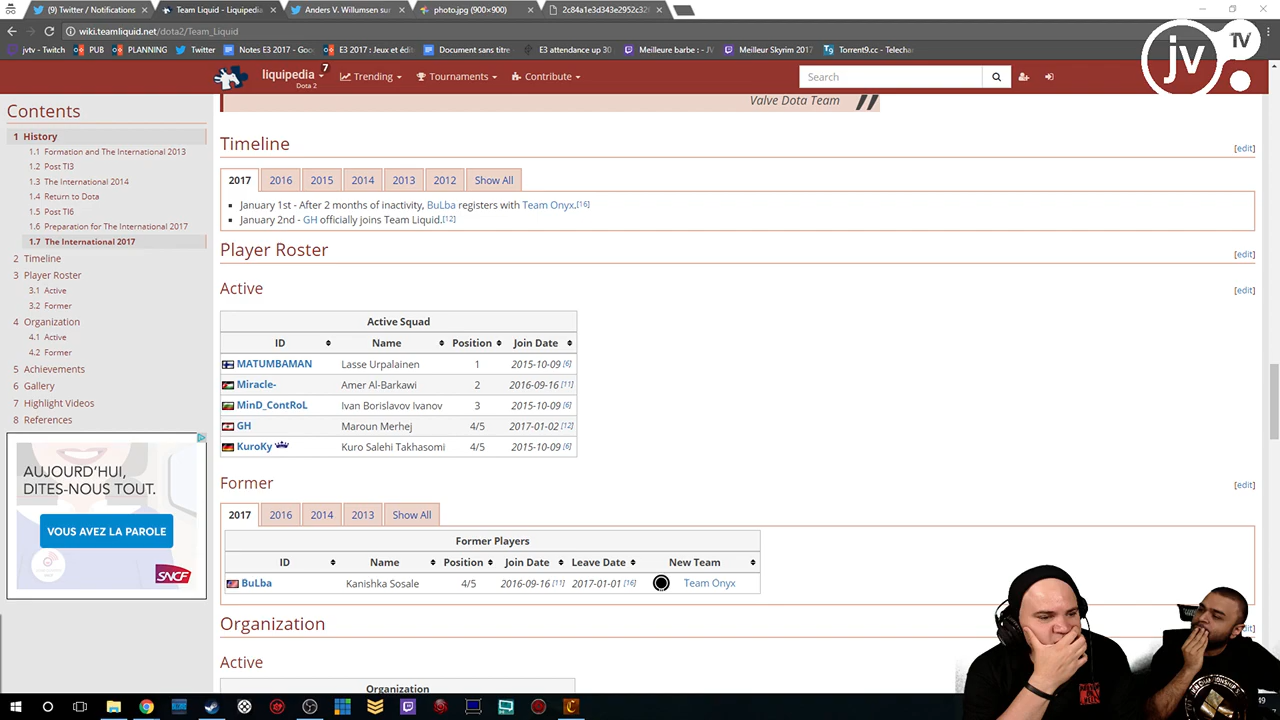 (1) Twitter / Notifications
Team Liquid - Liquipedia
Anders V. Willumsen sur
photo.jpg (900×900)
2c84a1e3d343e2952c32
wiki.teamliquid.net/dota2/Team_Liquid
jvtv - Twitch
PUB
PLANNING
Twitter
Notes E3 2017 - Goo
E3 2017 : Jeux et édit
Document sans titre
E3 attendance up 30
Meilleure barbe : - JV
Meilleur Skyrim 2017
Torrent9.cc - Telecha
jv TV
liquipedia
Dota 2
7
Trending
Tournaments
Contribute
Search
Contents
1 History
1.1 Formation and The International 2013
1.2 Post TI3
1.3 The International 2014
1.4 Return to Dota
1.5 Post TI6
1.6 Preparation for The International 2017
1.7 The International 2017
2 Timeline
3 Player Roster
3.1 Active
3.2 Former
4 Organization
4.1 Active
4.2 Former
5 Achievements
6 Gallery
7 Highlight Videos
8 References
AUJOURD'HUI,
DITES-NOUS TOUT.
VOUS AVEZ LA PAROLE
SNCF
Valve Dota Team
Timeline
[edit]
2017 2016 2015 2014 2013 2012 Show All
January 1st - After 2 months of inactivity, BuLba registers with Team Onyx.[16]
January 2nd - GH officially joins Team Liquid.[12]
Player Roster
[edit]
Active
[edit]
Active Squad
ID Name Position Join Date
MATUMBAMAN Lasse Urpalainen 1 2015-10-09 [6]
Miracle- Amer Al-Barkawi 2 2016-09-16 [11]
MinD_ContRoL Ivan Borislavov Ivanov 3 2015-10-09 [6]
GH Maroun Merhej 4/5 2017-01-02 [12]
KuroKy Kuro Salehi Takhasomi 4/5 2015-10-09 [6]
Former
[edit]
2017 2016 2014 2013 Show All
Former Players
ID Name Position Join Date Leave Date New Team
BuLba Kanishka Sosale 4/5 2016-09-16 [11] 2017-01-01 [16] Team Onyx
Organization
Active
Organization